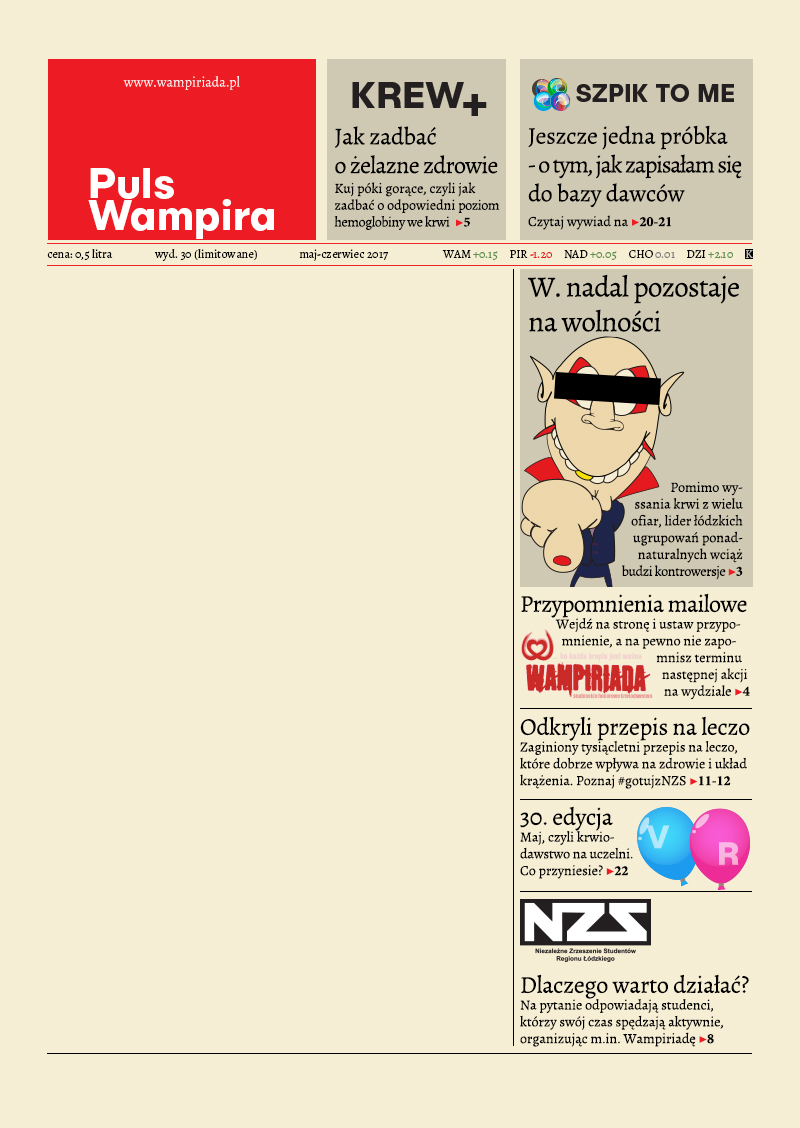 www.wampiriada.pl
Puls
Wampira
KREW+
Jak zadbać
o żelazne zdrowie
Kuj póki gorące, czyli jak
zadbać o odpowiedni poziom
hemoglobiny we krwi ▶5
SZPIK TO ME
Jeszcze jedna próbka
- o tym, jak zapisałam się
do bazy dawców
Czytaj wywiad na ▶20-21
cena: 0,5 litra wyd. 30 (limitowane) maj-czerwiec 2017 WAM +0.15 PIR -1.20 NAD +0.05 CHO 0.01 DZI +2.10 K
W. nadal pozostaje
na wolności
Pomimo wy-
ssania krwi z wielu
ofiar, lider łódzkich
ugrupowań ponad-
naturalnych wciąż
budzi kontrowersje ▶3
Przypomnienia mailowe
Wejdź na stronę i ustaw przypo-
mnienie, a na pewno nie zapo-
mnisz terminu
następnej akcji
na wydziale ▶4
bo każda kropla jest ważna
WAMPIRIADA
Odkryli przepis na leczo
Zaginiony tysiącletni przepis na leczo,
które dobrze wpływa na zdrowie i układ
krążenia. Poznaj #gotujzNZS ▶11-12
30. edycja
Maj, czyli krwio-
dawstwo na uczelni.
Co przyniesie? ▶22
V
R
NZS
Niezależne Zrzeszenie Studentów
Regionu Łódzkiego
Dlaczego warto działać?
Na pytanie odpowiadają studenci,
którzy swój czas spędzają aktywnie,
organizując m.in. Wampiriadę ▶8